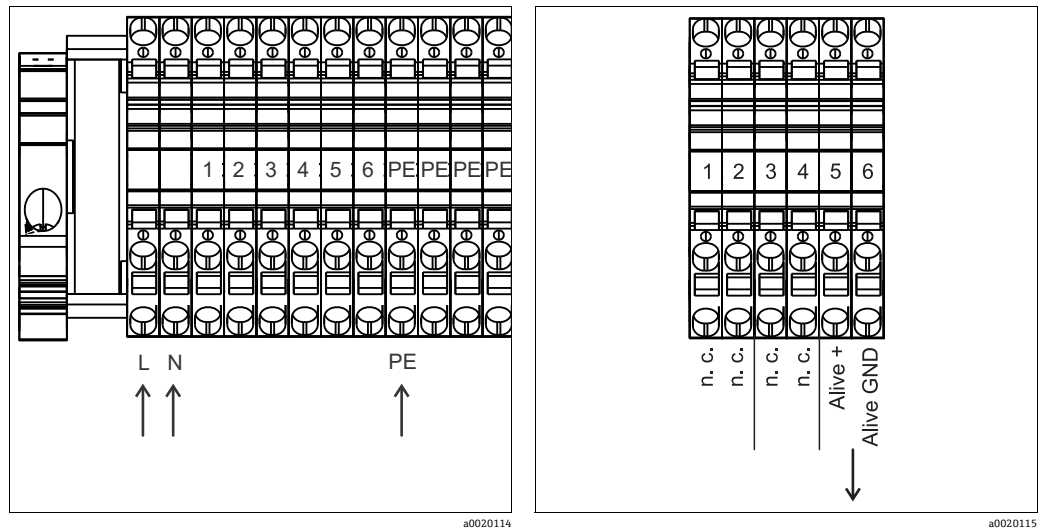 1 2 3 4 5 6 PE PE PE PE
L N PE
a0020114
1 2 3 4 5 6
n. c.
n. c.
n. c.
n. c.
Alive +
Alive GND
a0020115